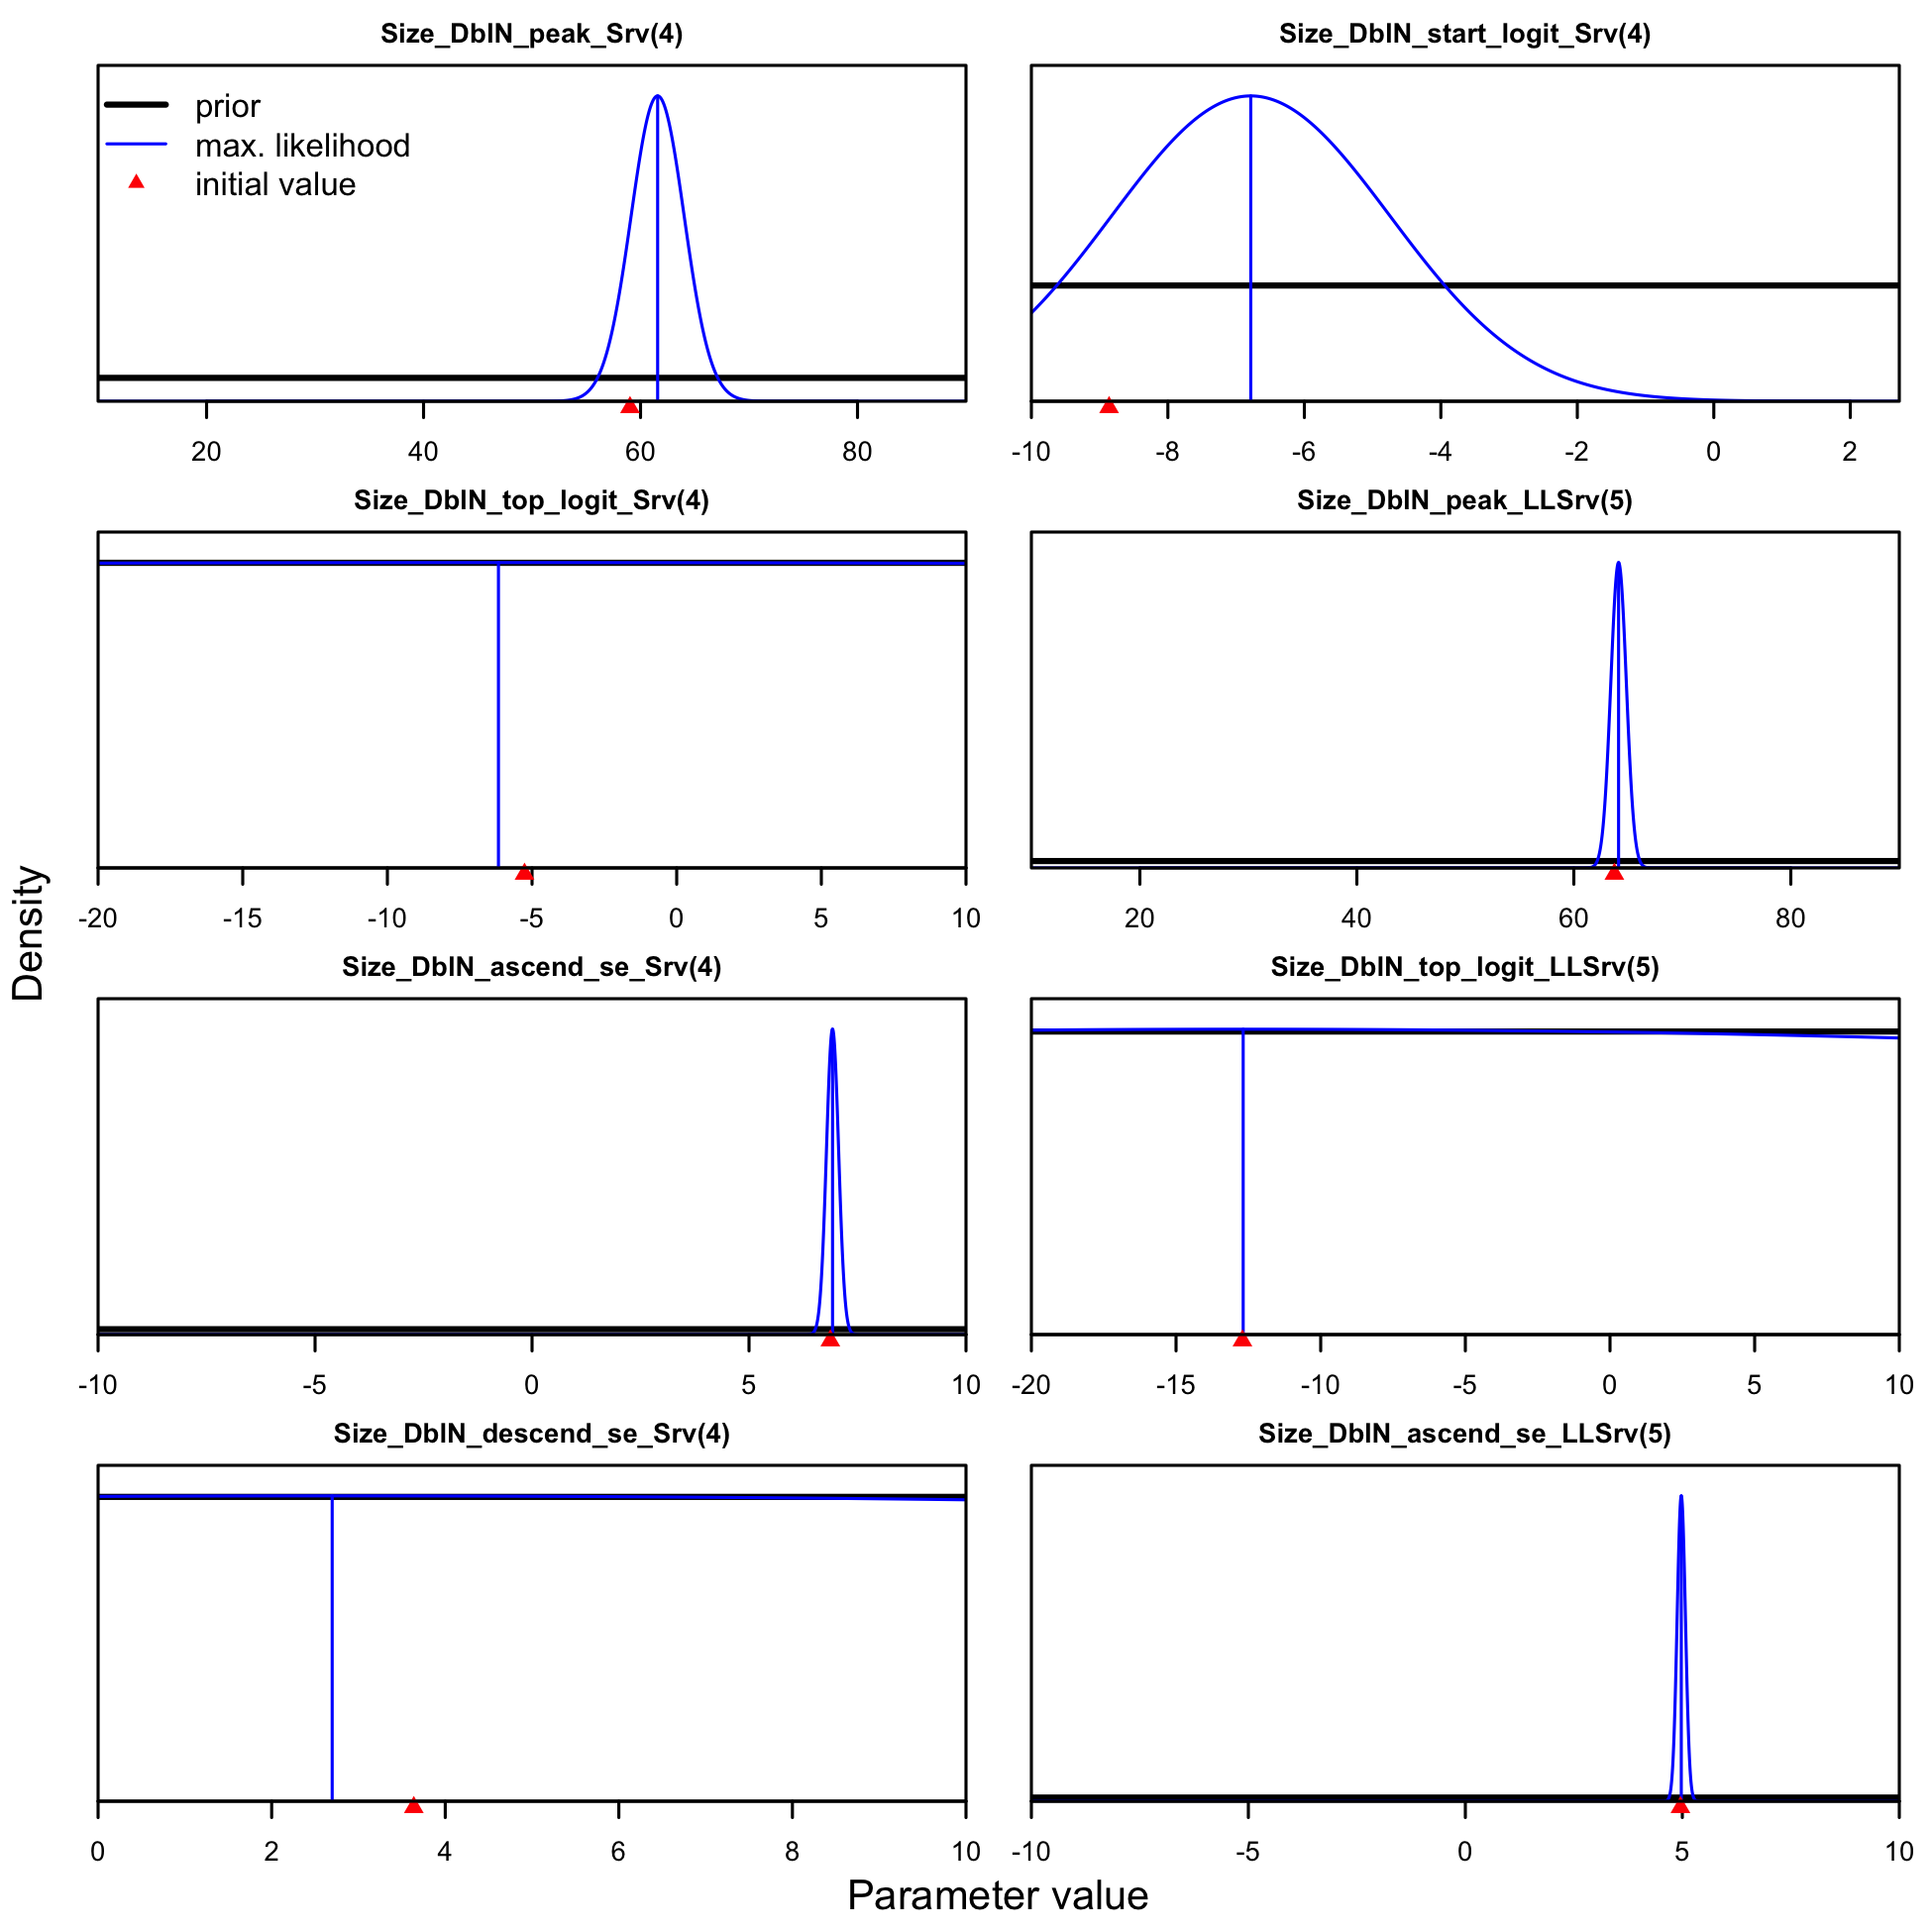 Size_DblN_peak_Srv(4)
prior
max. likelihood
initial value
20 40 60 80
Size_DblN_start_logit_Srv(4)
-10 -8 -6 -4 -2 0 2
Size_DblN_top_logit_Srv(4)
-20 -15 -10 -5 0 5 10
Size_DblN_peak_LLSrv(5)
20 40 60 80
Size_DblN_ascend_se_Srv(4)
-10 -5 0 5 10
Size_DblN_top_logit_LLSrv(5)
-20 -15 -10 -5 0 5 10
Size_DblN_descend_se_Srv(4)
0 2 4 6 8 10
Size_DblN_ascend_se_LLSrv(5)
-10 -5 0 5 10
Density
Parameter value